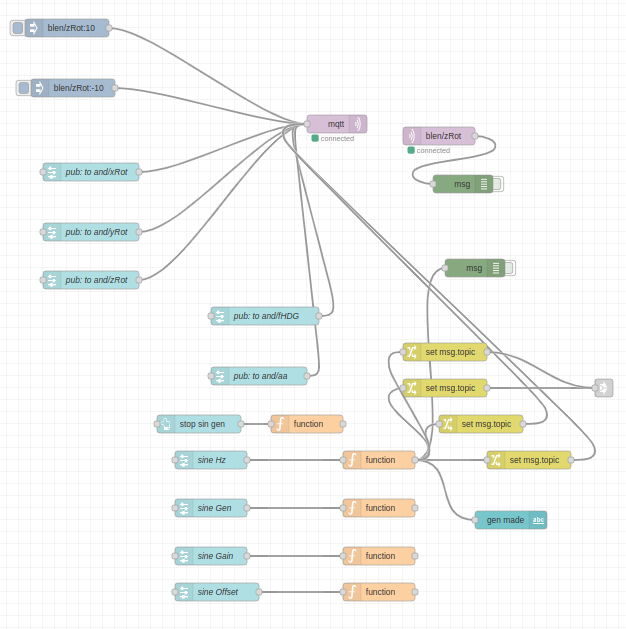 blen/zRot:10
blen/zRot:-10
mqtt
connected
blen/zRot
connected
pub: to and/xRot
msg
pub: to and/yRot
pub: to and/zRot
msg
pub: to and/fHDG
set msg.topic
pub: to and/aa
set msg.topic
stop sin gen
function
set msg.topic
sine Hz
function
set msg.topic
sine Gen
function
gen made
abc
sine Gain
function
sine Offset
function